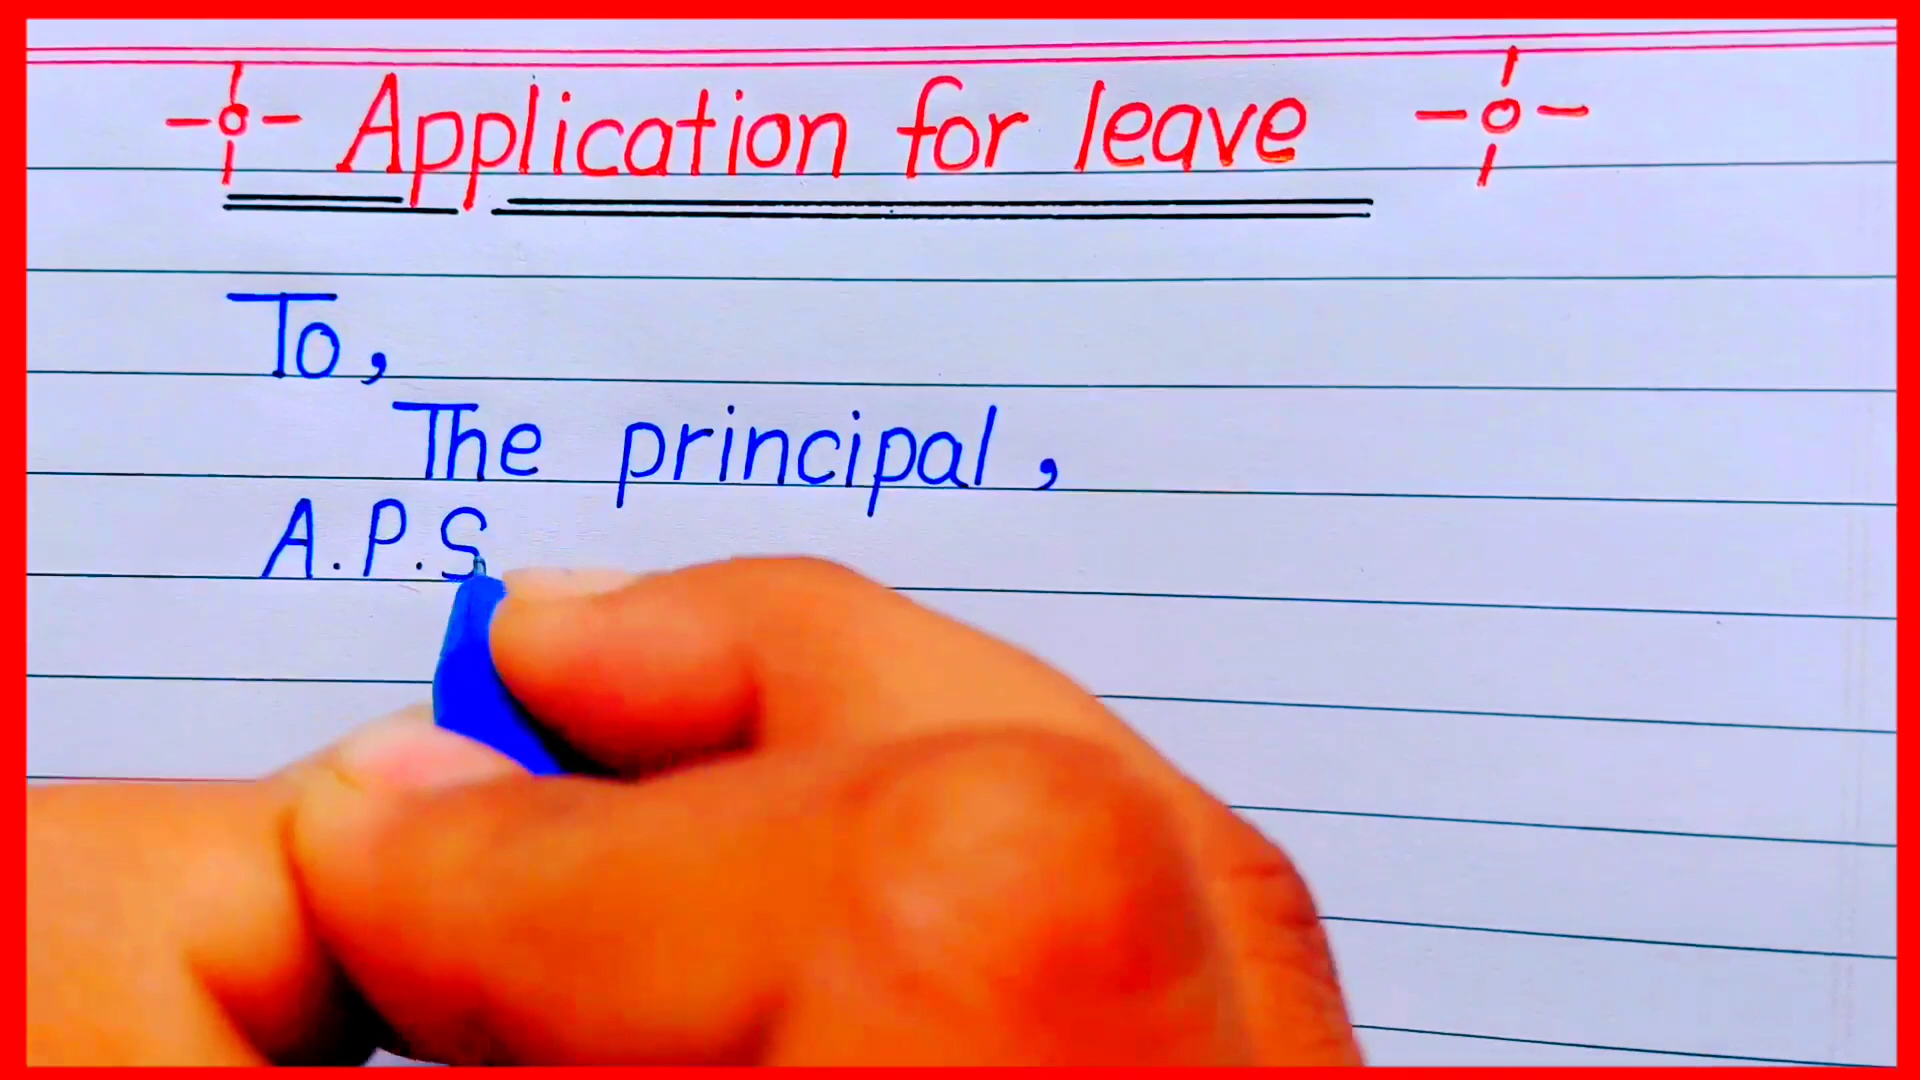 Application for leave
To,
The principal,
A.P.S